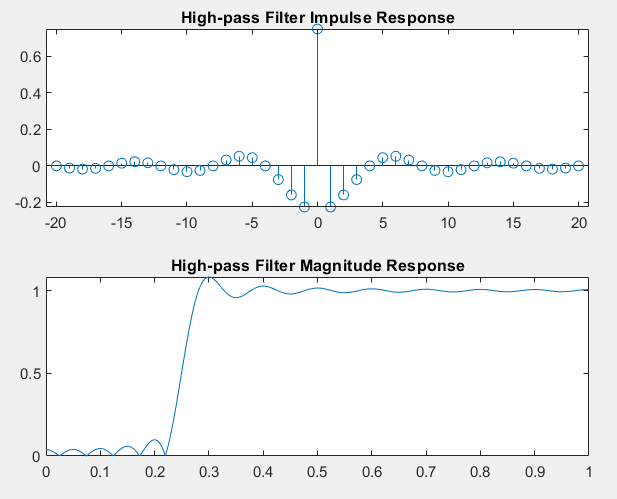 High-pass Filter Impulse Response
0.6
0.4
0.2
0
-0.2
-20 -15 -10 -5 0 5 10 15 20
High-pass Filter Magnitude Response
1
0.5
0
0 0.1 0.2 0.3 0.4 0.5 0.6 0.7 0.8 0.9 1